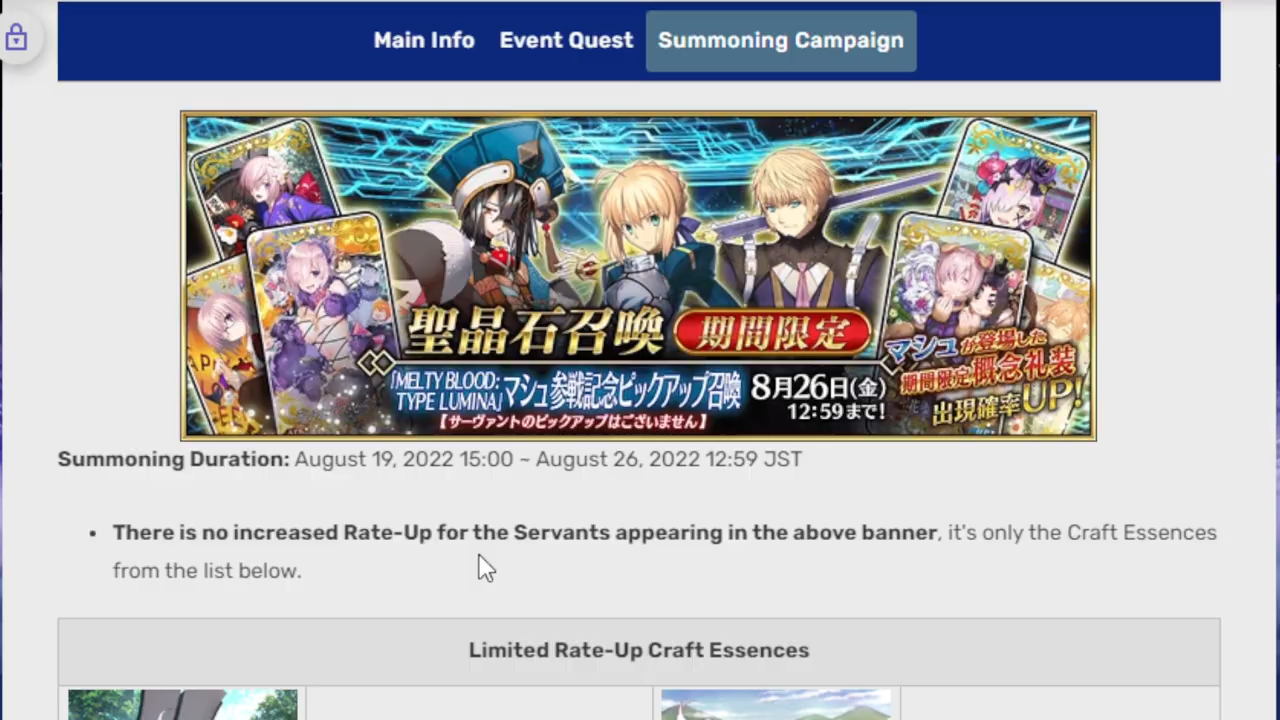 Main Info Event Quest Summoning Campaign
聖晶石召喚 期間限定
「MELTY BLOOD:
TYPE LUMINA」マシュ参戦記念ピックアップ召喚
【サーヴァントのピックアップはございません】
8月26日(金)
12:59まで!
マシュが登場した
期間限定概念礼装
出現確率UP!
Summoning Duration: August 19, 2022 15:00 ~ August 26, 2022 12:59 JST
• There is no increased Rate-Up for the Servants appearing in the above banner, it's only the Craft Essences
from the list below.
Limited Rate-Up Craft Essences